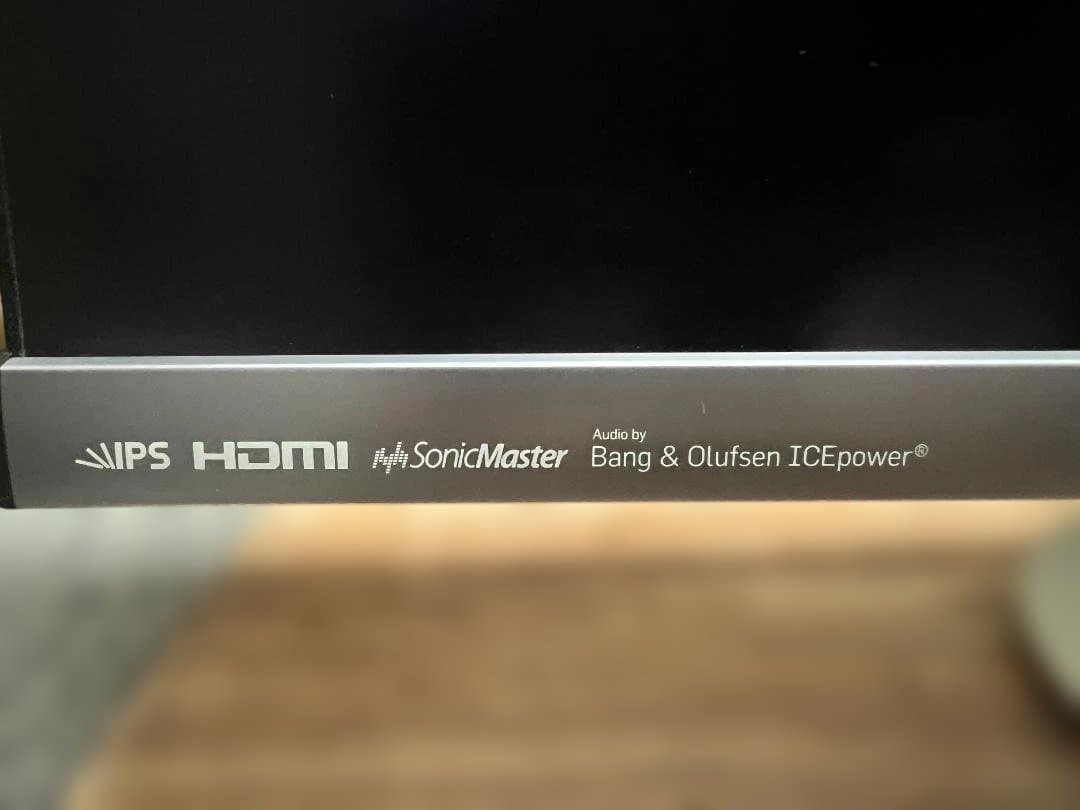 IPS HDMI SonicMaster Audio by
Bang & Olufsen ICEpower®